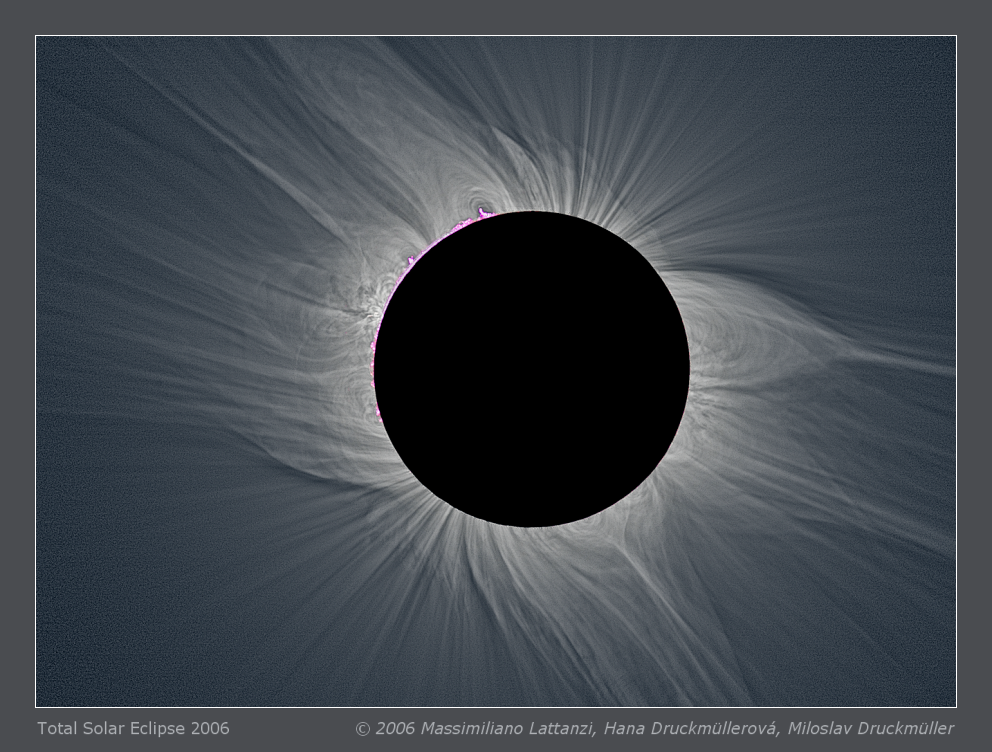 Total Solar Eclipse 2006
© 2006 Massimiliano Lattanzi, Hana Druckmüllerová, Miloslav Druckmüller